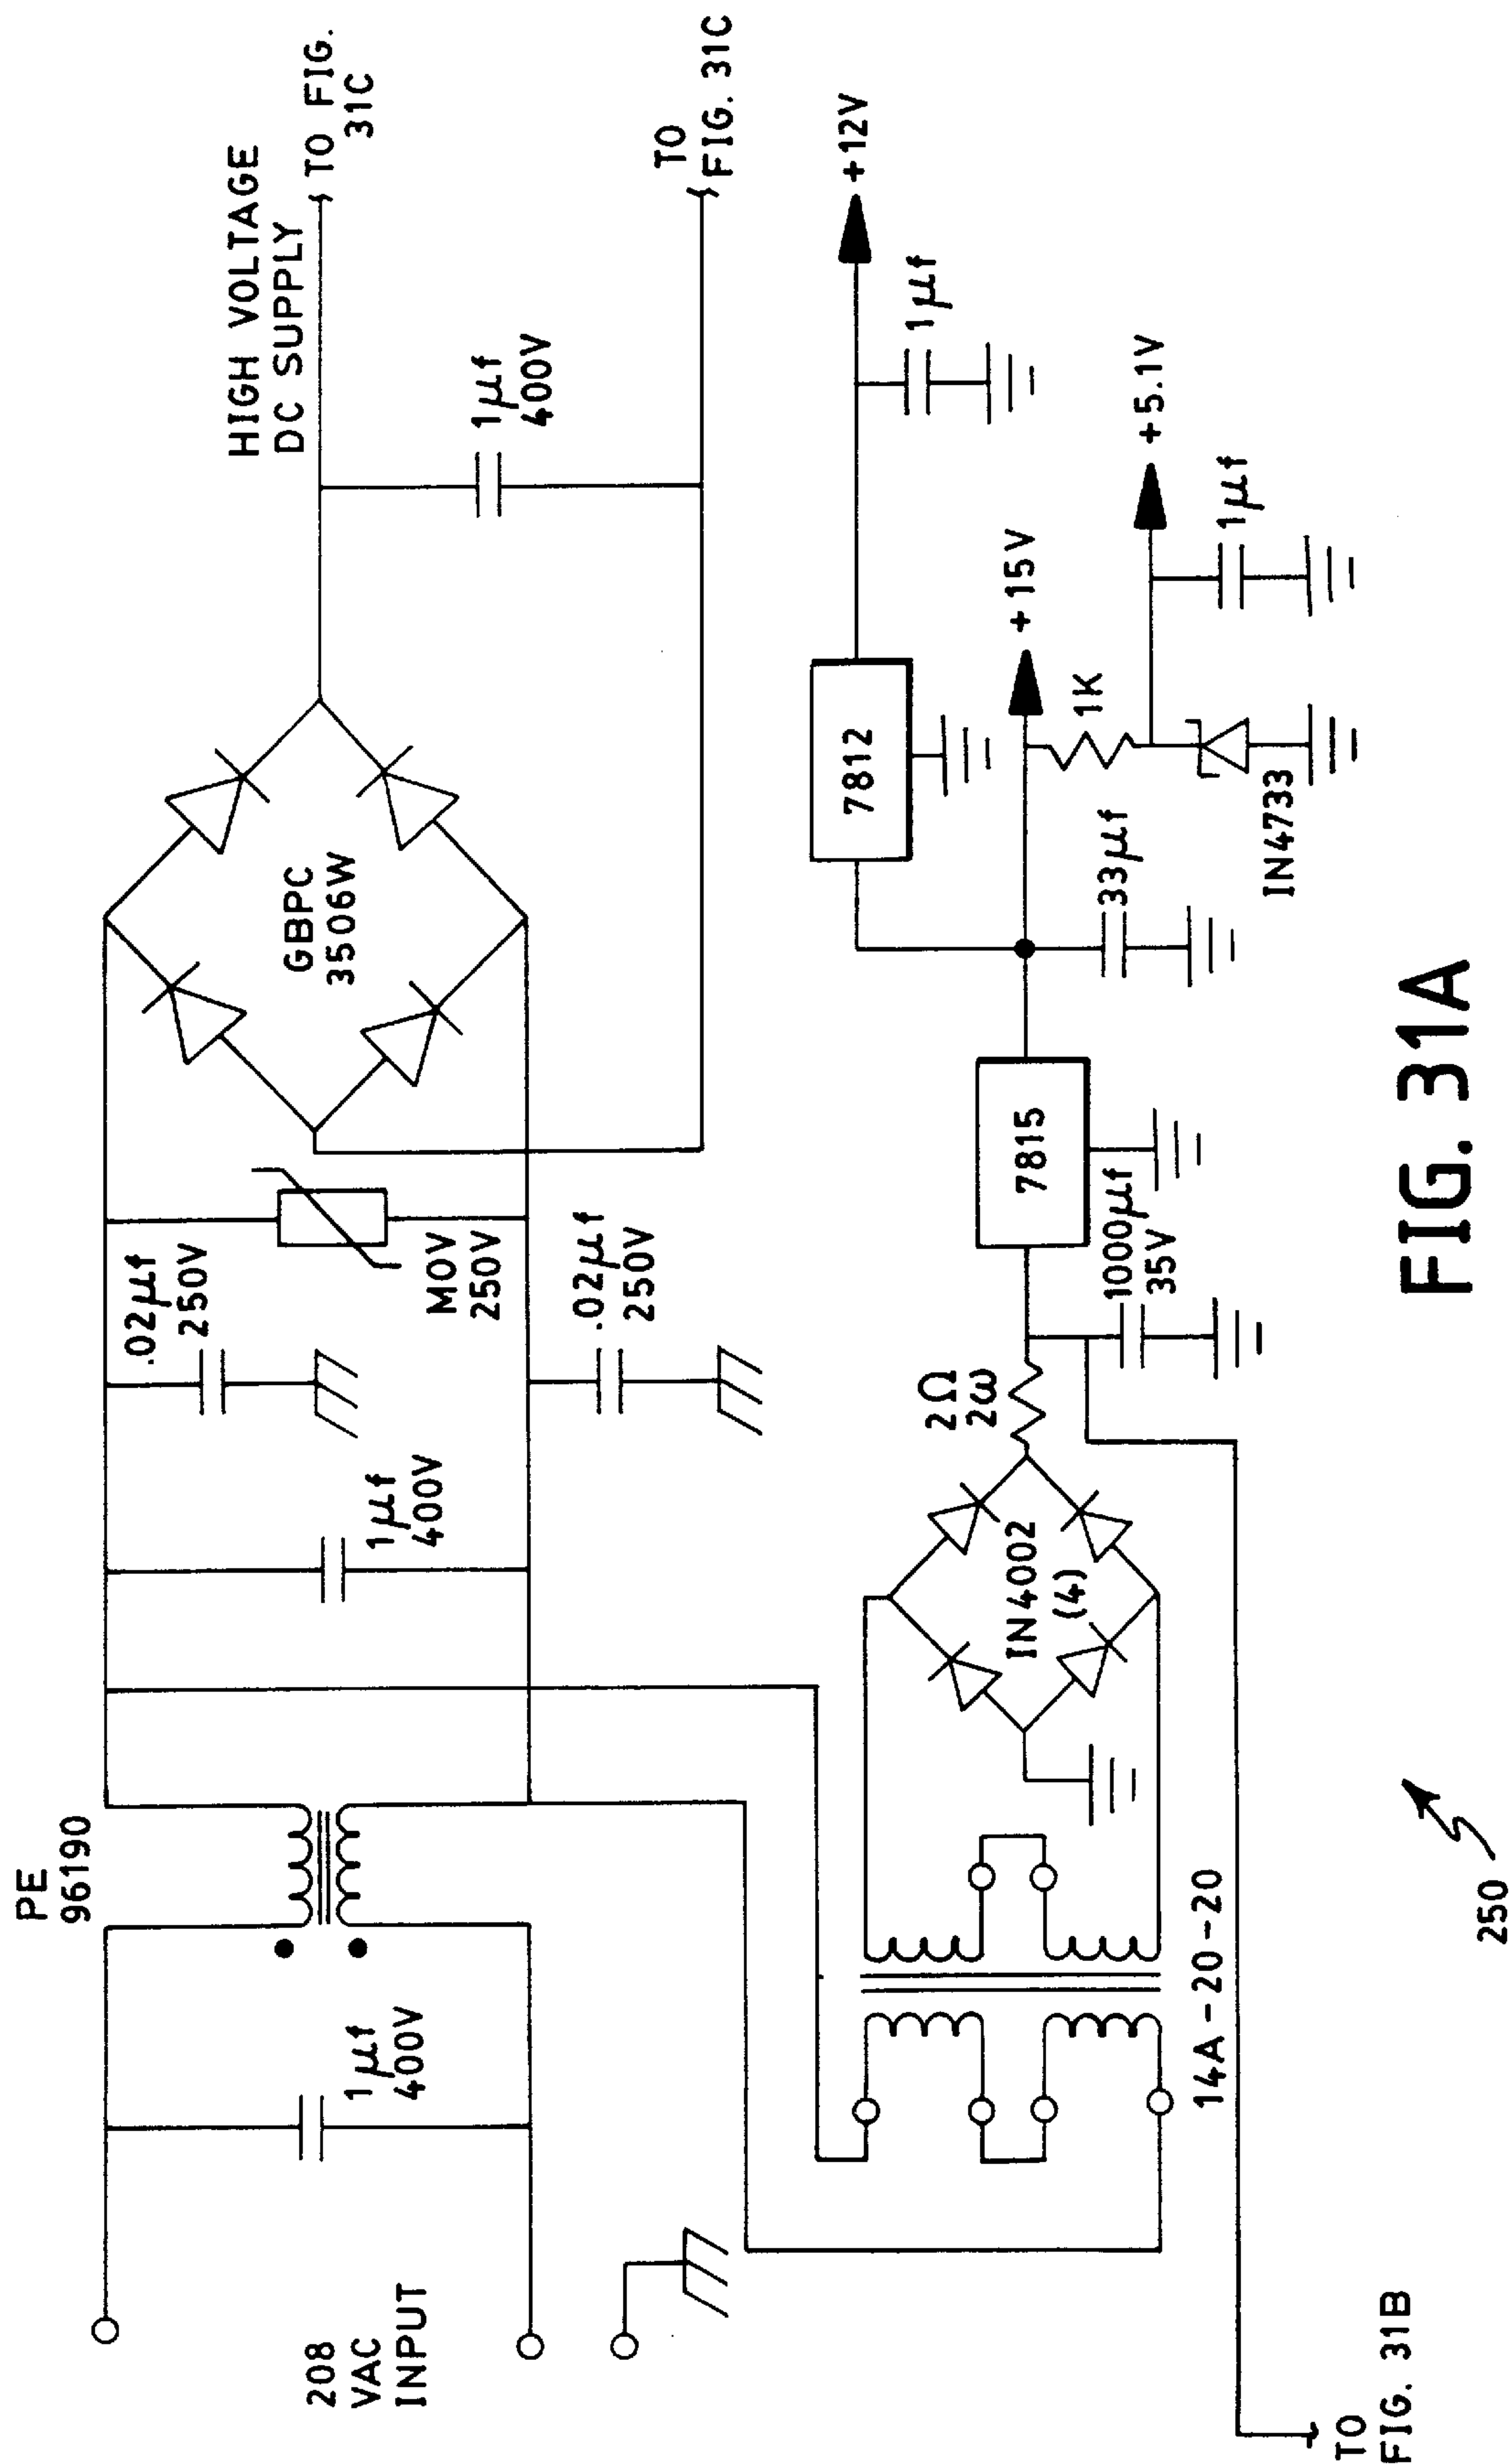 PE
96190
208
VAC
INPUT
1µf
400V
1µf
400V
.02µf
250V
MOV
250V
.02µf
250V
GBPC
3506W
HIGH VOLTAGE
DC SUPPLY
TO FIG.
31C
1µf
400V
TO
FIG. 31C
14A-20-20
IN4002
(4)
2Ω
2ω
1000µf
35V
7815
33µf
7812
+12V
1µf
+15V
1K
IN4733
+5.1V
1µf
TO
FIG. 31B
250
FIG. 31A